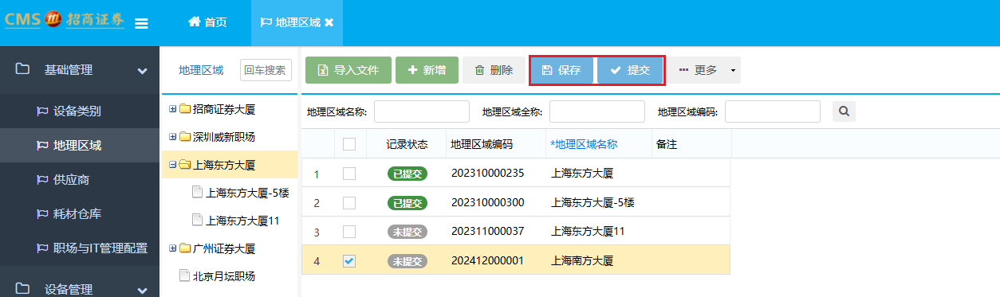 CMS 招商证券
首页
地理区域
基础管理
设备类别
地理区域
供应商
耗材仓库
职场与IT管理配置
设备管理
地理区域 回车搜索
招商证券大厦
深圳威新职场
上海东方大厦
上海东方大厦-5楼
上海东方大厦11
广州证券大厦
北京月坛职场
导入文件 新增 删除 保存 提交 更多
地理区域名称: 地理区域全称: 地理区域编码:
记录状态 地理区域编码 *地理区域名称 备注
1 已提交 202310000235 上海东方大厦
2 已提交 202310000300 上海东方大厦-5楼
3 未提交 202311000037 上海东方大厦11
4 未提交 202412000001 上海南方大厦